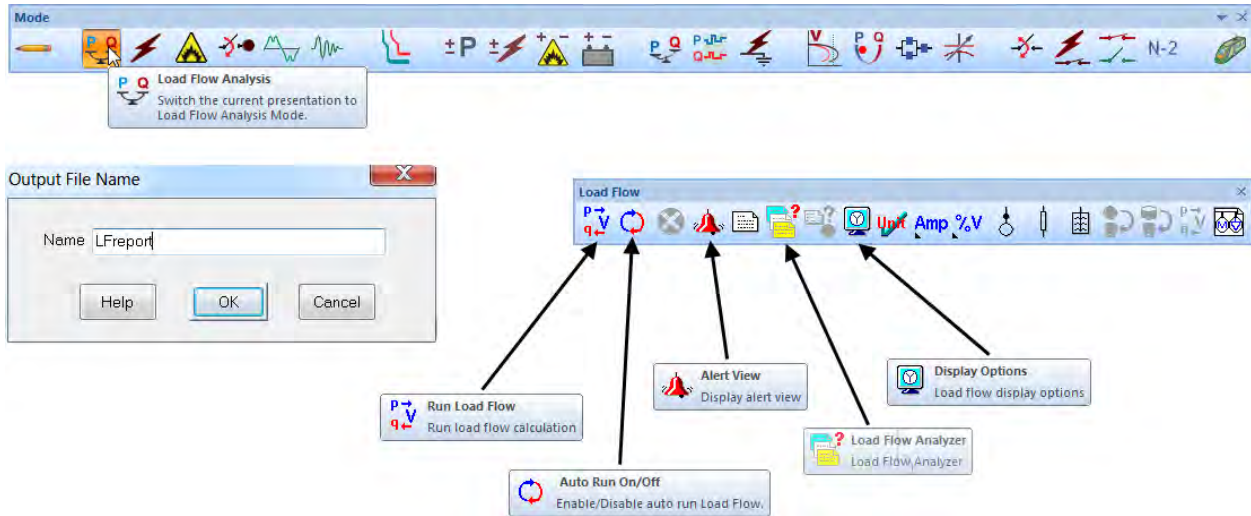 Mode
P Q
± P
P Q
P
Q
V
P Q
N-2
P Q
Load Flow Analysis
Switch the current presentation to
Load Flow Analysis Mode.
Output File Name
Name LFreport
Help
OK
Cancel
Load Flow
P V q
Unit
Amp
%V
Alert View
Display alert view
Display Options
Load flow display options
P V q
Run Load Flow
Run load flow calculation
Load Flow Analyzer
Load Flow Analyzer
Auto Run On/Off
Enable/Disable auto run Load Flow.